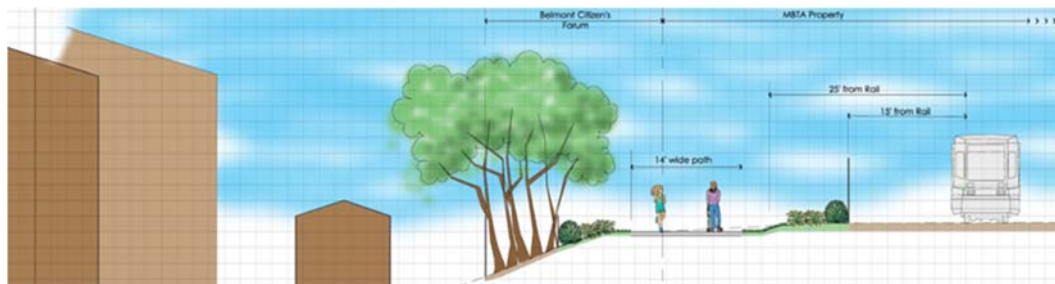 Belmont Citizen's
Forum
MBTA Property
25' from Rail
15' from Rail
14' wide path